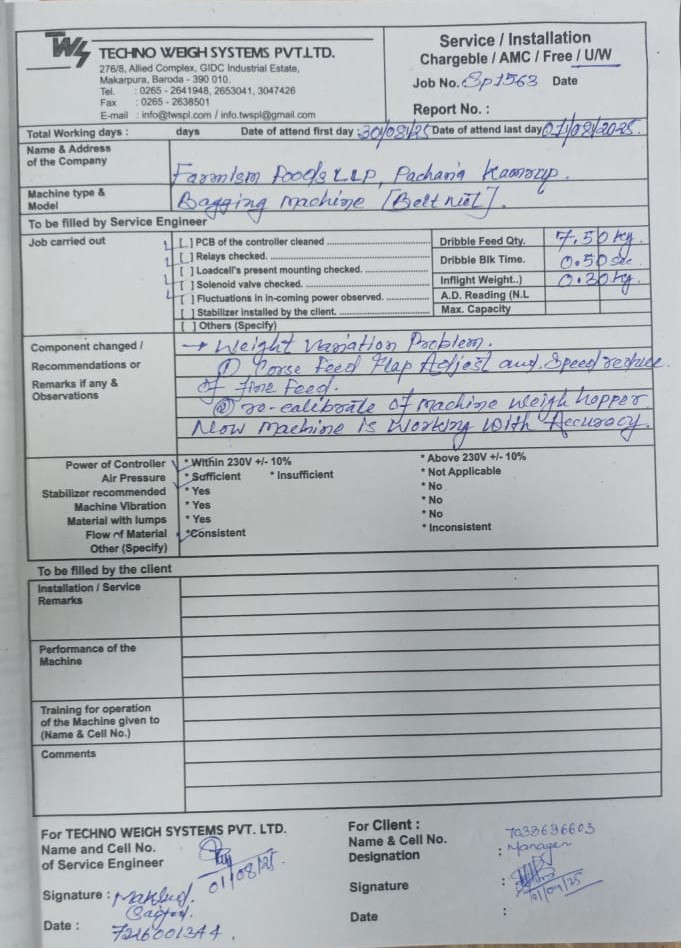 TWS TECHNO WEIGH SYSTEMS PVT.LTD.
276/8, Allied Complex, GIDC Industrial Estate,
Makarpura, Baroda - 390 010.
Tel. : 0265 - 2641948, 2653041, 3047426
Fax : 0265 - 2638501
E-mail : info@twspl.com / info.twspl@gmail.com
Service / Installation
Chargeble / AMC / Free / U/W
Job No. Sp1563 Date
Report No. :
Total Working days : days Date of attend first day : 30/08/25 Date of attend last day 01/08/2025.
Name & Address
of the Company
Farmism Foods LLP, Pachania Kamrup.
Machine type &
Model
Bagging machine [Belt Net].
To be filled by Service Engineer
Job carried out
[ ] PCB of the controller cleaned
[ ] Relays checked.
[ ] Loadcell's present mounting checked.
[ ] Solenoid valve checked.
[ ] Fluctuations in in-coming power observed.
[ ] Stabilizer installed by the client.
[ ] Others (Specify)
Dribble Feed Qty. 7.50 kg
Dribble Blk Time. 0.50 sec
Inflight Weight..) 0.20 kg.
A.D. Reading (N.L
Max. Capacity
Component changed /
Recommendations or
Remarks if any &
Observations
→ Weight Variation Problem.
① Corse Feed Flap Adjest and Speed reduce
of fine Feed.
② re-calibrate of machine weigh hopper
Now machine is working with Accuracy.
Power of Controller * Within 230V +/- 10% * Above 230V +/- 10%
Air Pressure * Sufficient * Insufficient * Not Applicable
Stabilizer recommended * Yes * No
Machine Vibration * Yes * No
Material with lumps * Yes * No
Flow of Material * Consistent * Inconsistent
Other (Specify)
To be filled by the client
Installation / Service
Remarks
Performance of the
Machine
Training for operation
of the Machine given to
(Name & Cell No.)
Comments
For TECHNO WEIGH SYSTEMS PVT. LTD.
Name and Cell No.
of Service Engineer
01/08/25.
Signature : Makbul
Saiyed.
Date : 7216001344.
For Client :
Name & Cell No. 7033636603
Designation : Manager
Signature
01/09/25
Date :